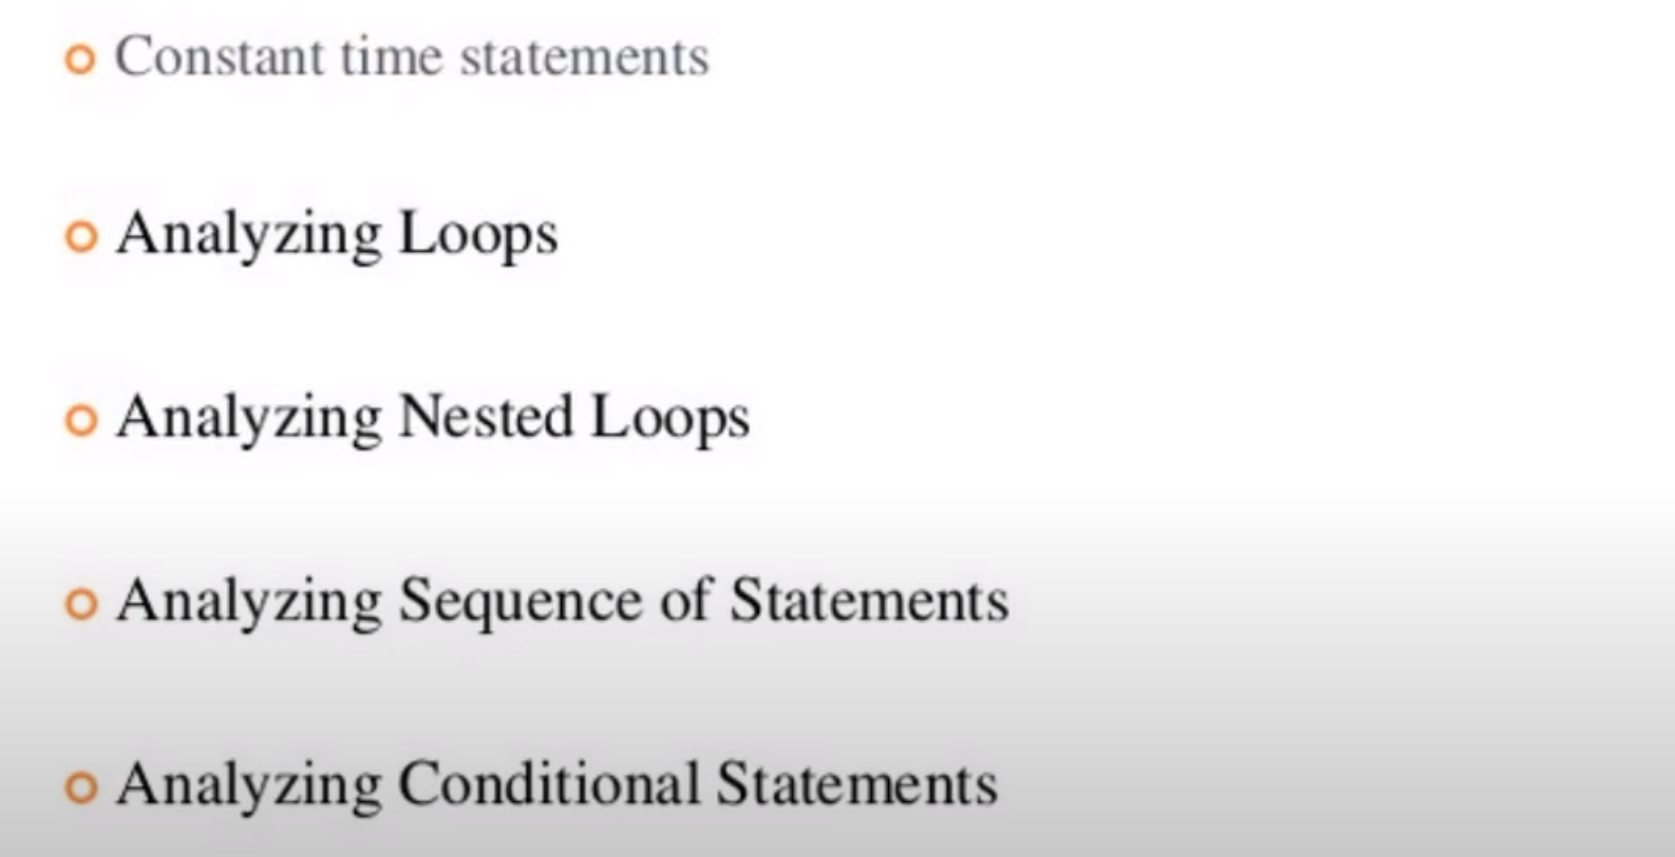 Constant time statements
Analyzing Loops
Analyzing Nested Loops
Analyzing Sequence of Statements
Analyzing Conditional Statements